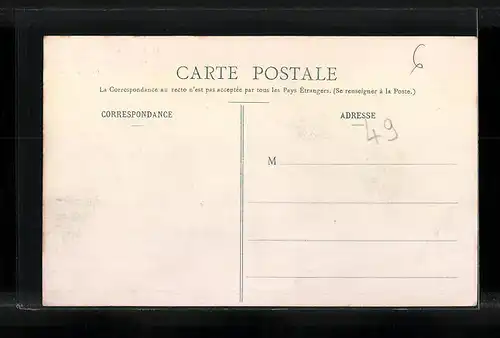 6
CARTE POSTALE
La Correspondance au recto n'est pas acceptée par tous les Pays Étrangers. (Se renseigner à la Poste.)
CORRESPONDANCE
ADRESSE
49
M